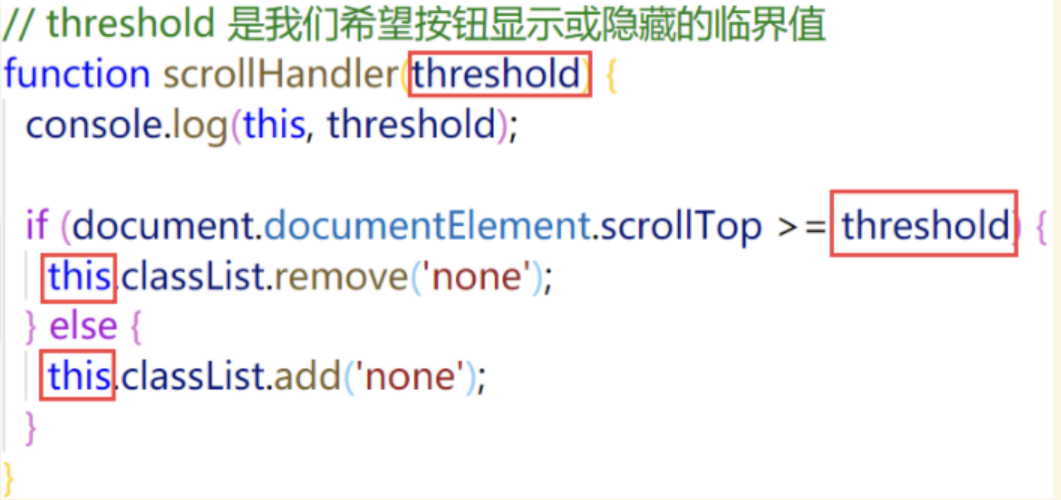 // threshold 是我们希望按钮显示或隐藏的临界值
function scrollHandler(threshold) {
console.log(this, threshold);
if (document.documentElement.scrollTop >= threshold) {
this.classList.remove('none');
} else {
this.classList.add('none');
}
}